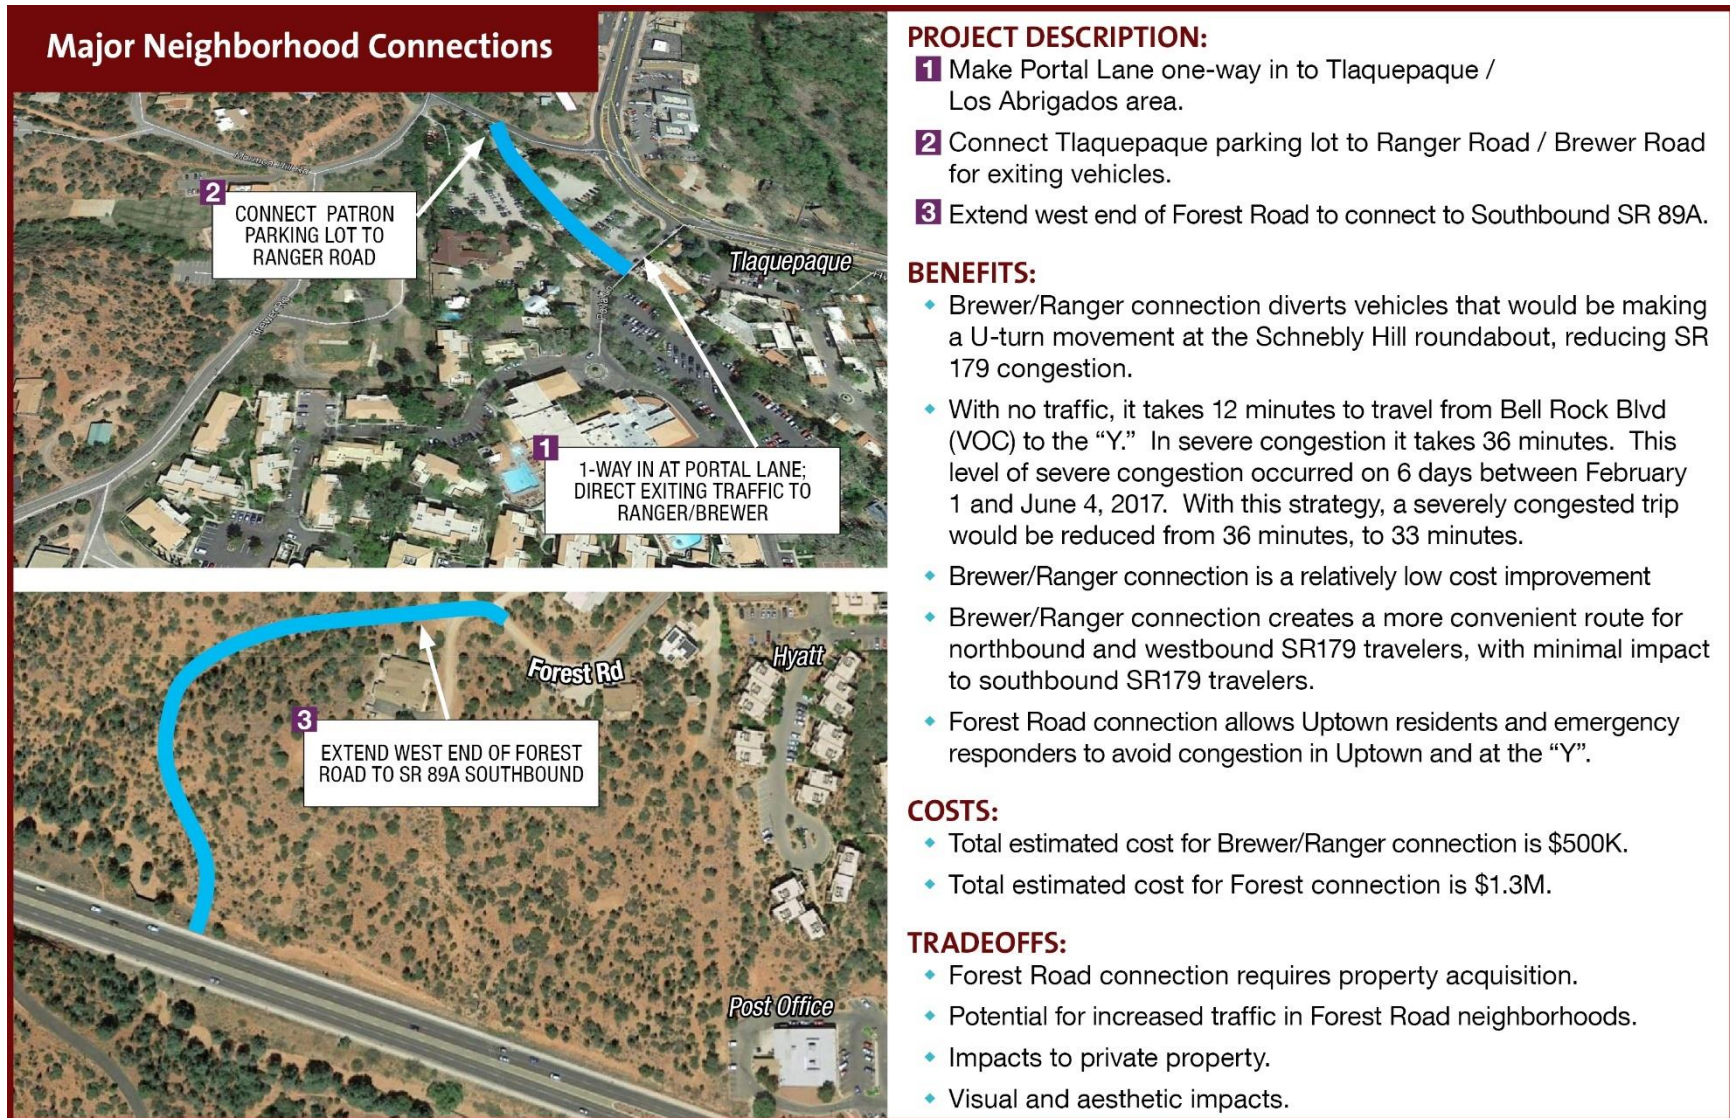 Major Neighborhood Connections
2
CONNECT PATRON
PARKING LOT TO
RANGER ROAD
Tlaquepaque
1
1-WAY IN AT PORTAL LANE;
DIRECT EXITING TRAFFIC TO
RANGER/BREWER
Forest Rd
Hyatt
3
EXTEND WEST END OF FOREST
ROAD TO SR 89A SOUTHBOUND
Post Office
PROJECT DESCRIPTION:
1 Make Portal Lane one-way in to Tlaquepaque /
Los Abrigados area.
2 Connect Tlaquepaque parking lot to Ranger Road / Brewer Road
for exiting vehicles.
3 Extend west end of Forest Road to connect to Southbound SR 89A.
BENEFITS:
Brewer/Ranger connection diverts vehicles that would be making
a U-turn movement at the Schnebly Hill roundabout, reducing SR
179 congestion.
With no traffic, it takes 12 minutes to travel from Bell Rock Blvd
(VOC) to the “Y.” In severe congestion it takes 36 minutes. This
level of severe congestion occurred on 6 days between February
1 and June 4, 2017. With this strategy, a severely congested trip
would be reduced from 36 minutes, to 33 minutes.
Brewer/Ranger connection is a relatively low cost improvement
Brewer/Ranger connection creates a more convenient route for
northbound and westbound SR179 travelers, with minimal impact
to southbound SR179 travelers.
Forest Road connection allows Uptown residents and emergency
responders to avoid congestion in Uptown and at the “Y”.
COSTS:
Total estimated cost for Brewer/Ranger connection is $500K.
Total estimated cost for Forest connection is $1.3M.
TRADEOFFS:
Forest Road connection requires property acquisition.
Potential for increased traffic in Forest Road neighborhoods.
Impacts to private property.
Visual and aesthetic impacts.